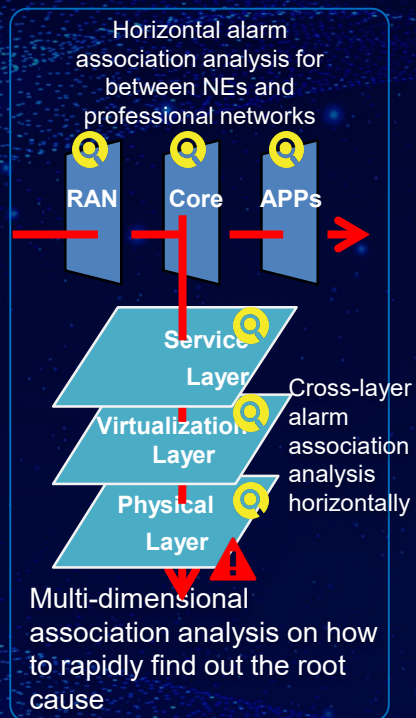 Horizontal alarm
association analysis for
between NEs and
professional networks
RAN
Core
APPs
Service
Layer
Virtualization
Layer
Physical
Layer
Cross-layer
alarm
association
analysis
horizontally
Multi-dimensional
association analysis on how
to rapidly find out the root
cause